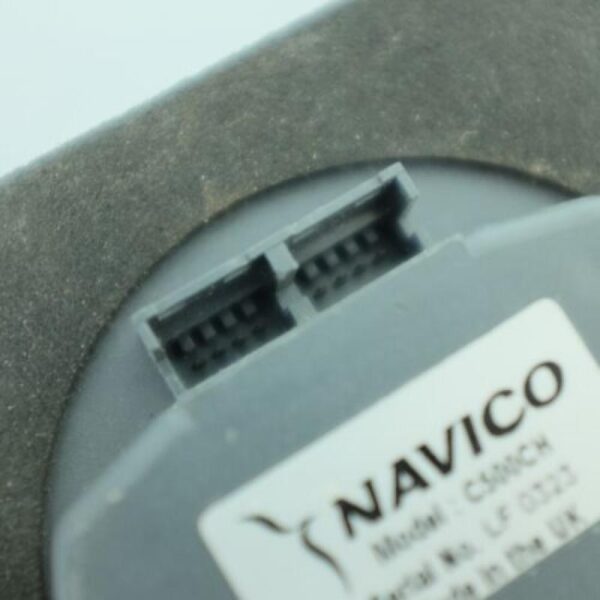 NAVICO
Model : C500CH
Serial No. LF 0323
Made in the UK